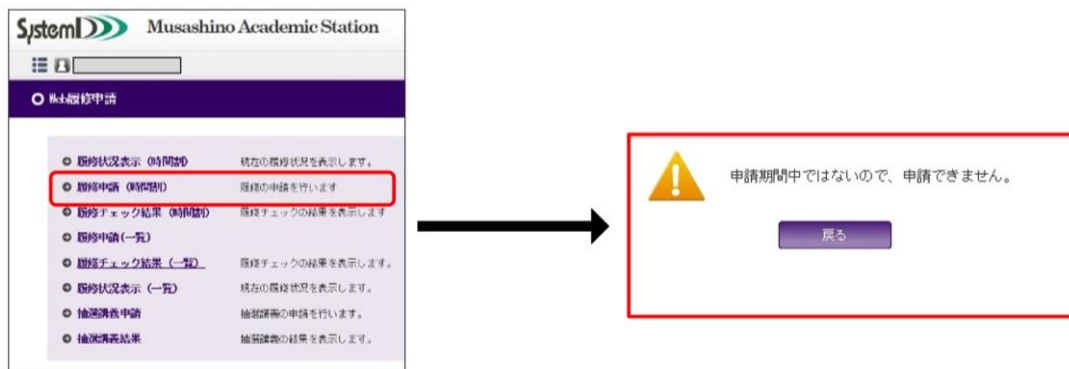 SystemD Musashino Academic Station
Web履修申請
履修状況表示（時間割） 現在の履修状況を表示します。
履修申請（時間割） 履修の申請を行います
履修チェック結果（時間割） 履修チェックの結果を表示します
履修申請(一覧)
履修チェック結果（一覧） 履修チェックの結果を表示します。
履修状況表示（一覧） 現在の履修状況を表示します。
抽選講義申請 抽選講義の申請を行います。
抽選講義結果 抽選講義の結果を表示します。
申請期間中ではないので、申請できません。
戻る